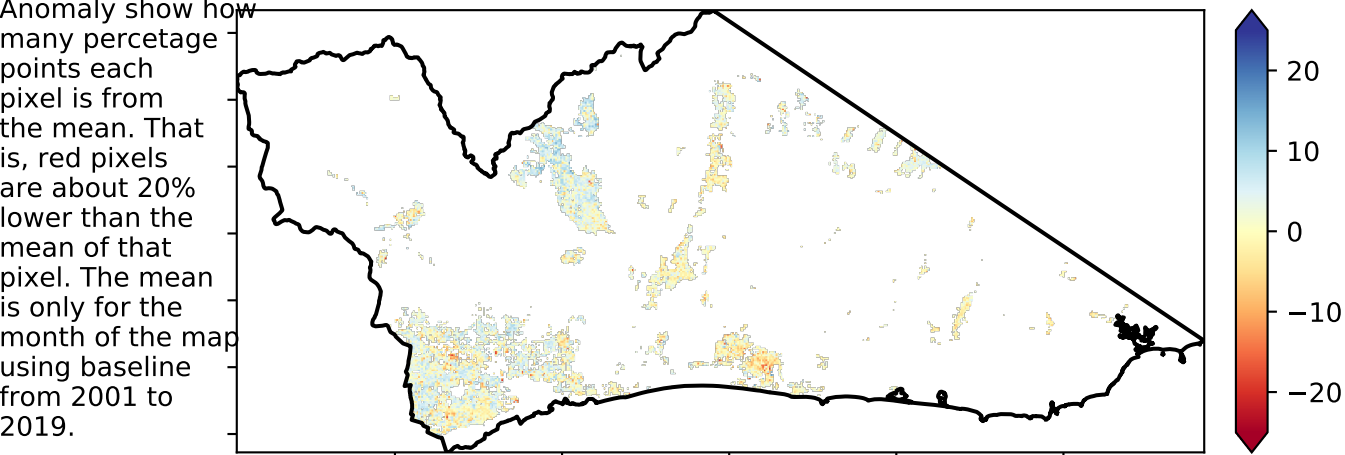 Anomaly show how
many percetage
points each
pixel is from
the mean. That
is, red pixels
are about 20%
lower than the
mean of that
pixel. The mean
is only for the
month of the map
using baseline
from 2001 to
2019.
20
10
0
−10
−20